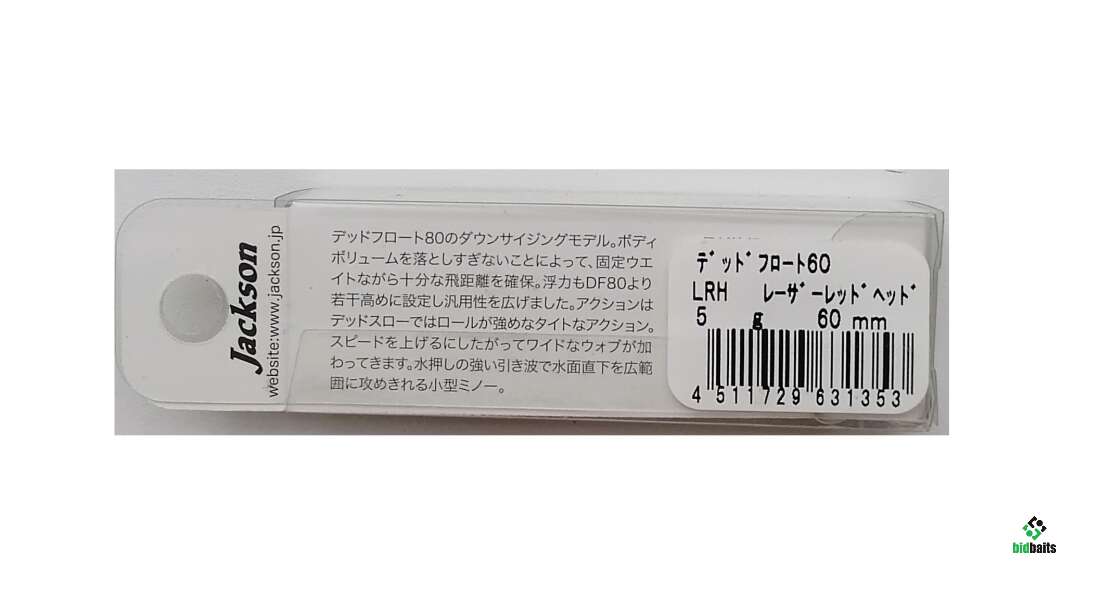 Jackson
website:www.jackson.jp
デッドフロート80のダウンサイジングモデル。ボディ
ボリュームを落としすぎないことによって、固定ウエ
イトながら十分な飛距離を確保。浮力もDF80より
若干高めに設定し汎用性を広げました。アクションは
デッドスローではロールが強めなタイトなアクション。
スピードを上げるにしたがってワイドなウォブが加
わってきます。水押しの強い引き波で水面直下を広範
囲に攻めきれる小型ミノー。
ﾃﾞｯﾄﾞﾌﾛｰﾄ60
LRH ﾚｰｻﾞｰﾚｯﾄﾞﾍｯﾄﾞ
5 g 60 mm
4 511729 631353
bidbaits